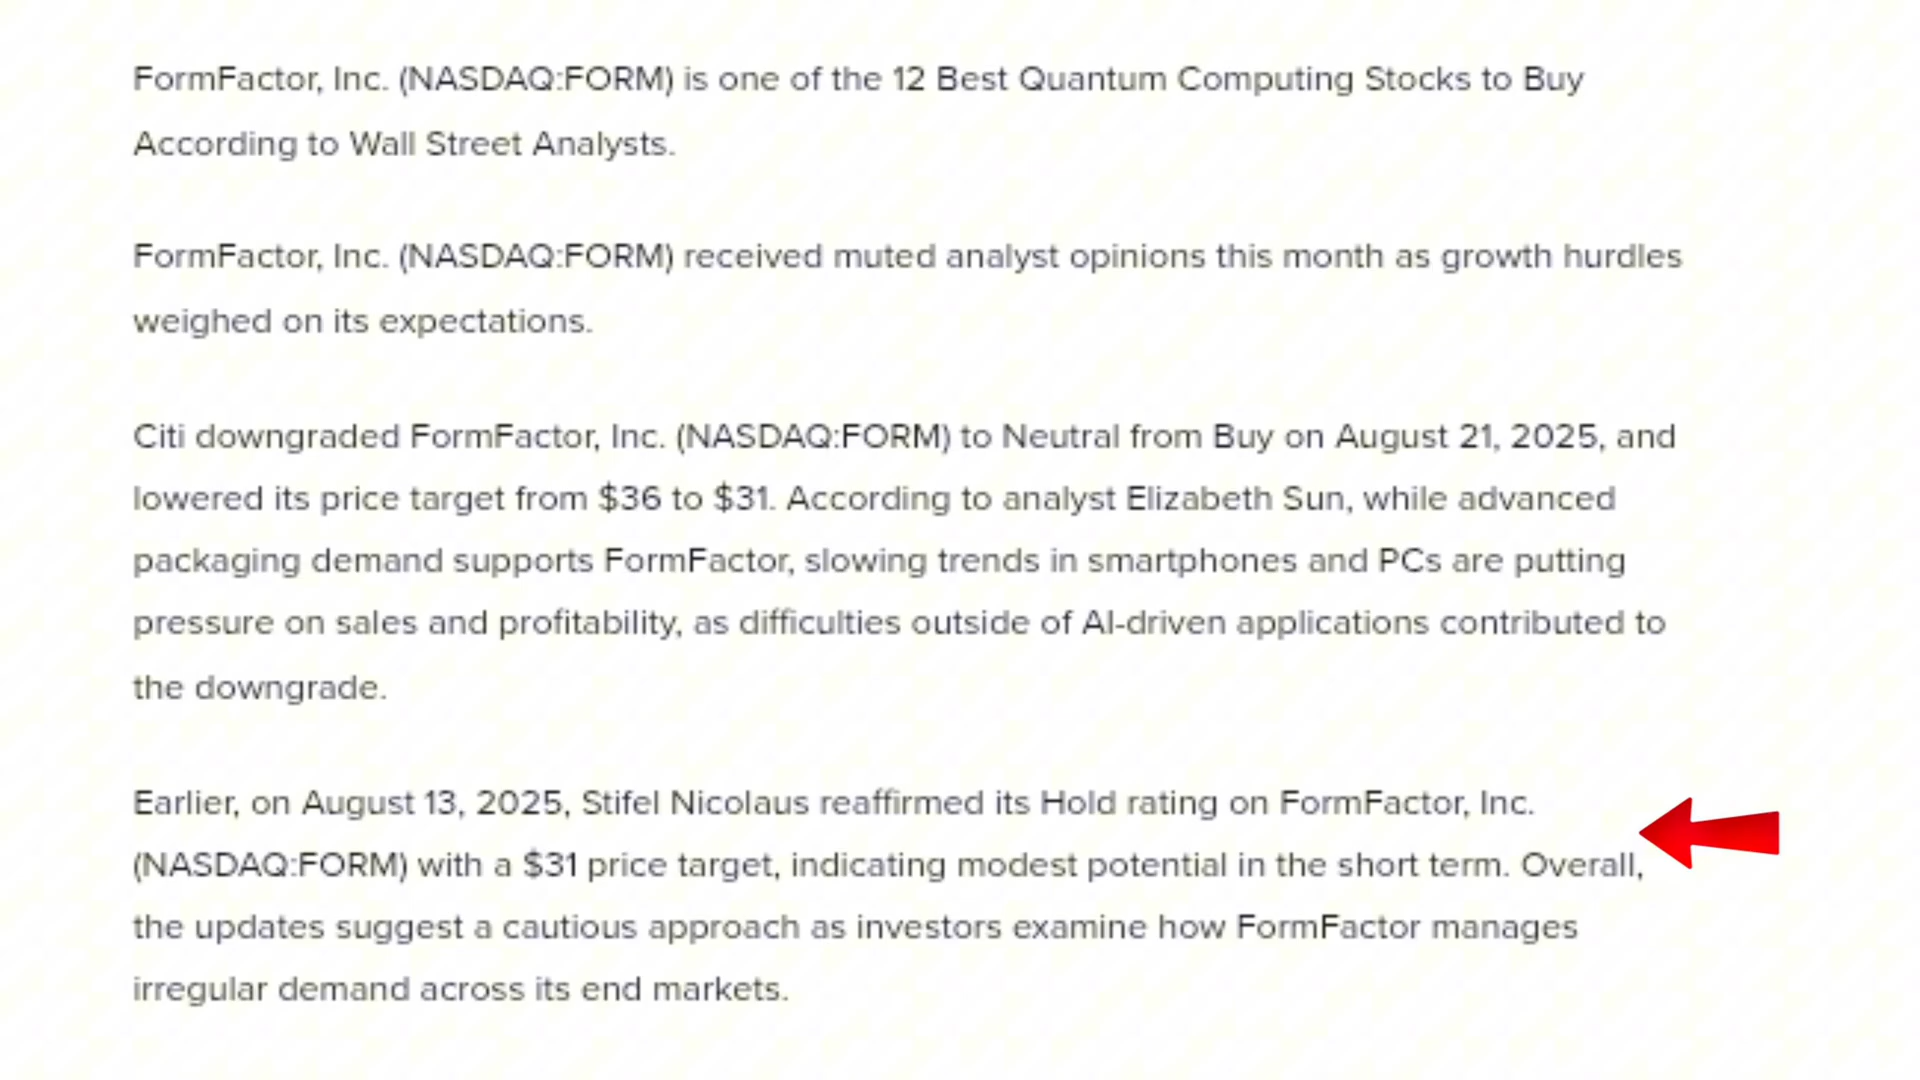 FormFactor, Inc. (NASDAQ:FORM) is one of the 12 Best Quantum Computing Stocks to Buy
According to Wall Street Analysts.
FormFactor, Inc. (NASDAQ:FORM) received muted analyst opinions this month as growth hurdles
weighed on its expectations.
Citi downgraded FormFactor, Inc. (NASDAQ:FORM) to Neutral from Buy on August 21, 2025, and
lowered its price target from $36 to $31. According to analyst Elizabeth Sun, while advanced
packaging demand supports FormFactor, slowing trends in smartphones and PCs are putting
pressure on sales and profitability, as difficulties outside of AI-driven applications contributed to
the downgrade.
Earlier, on August 13, 2025, Stifel Nicolaus reaffirmed its Hold rating on FormFactor, Inc.
(NASDAQ:FORM) with a $31 price target, indicating modest potential in the short term. Overall,
the updates suggest a cautious approach as investors examine how FormFactor manages
irregular demand across its end markets.